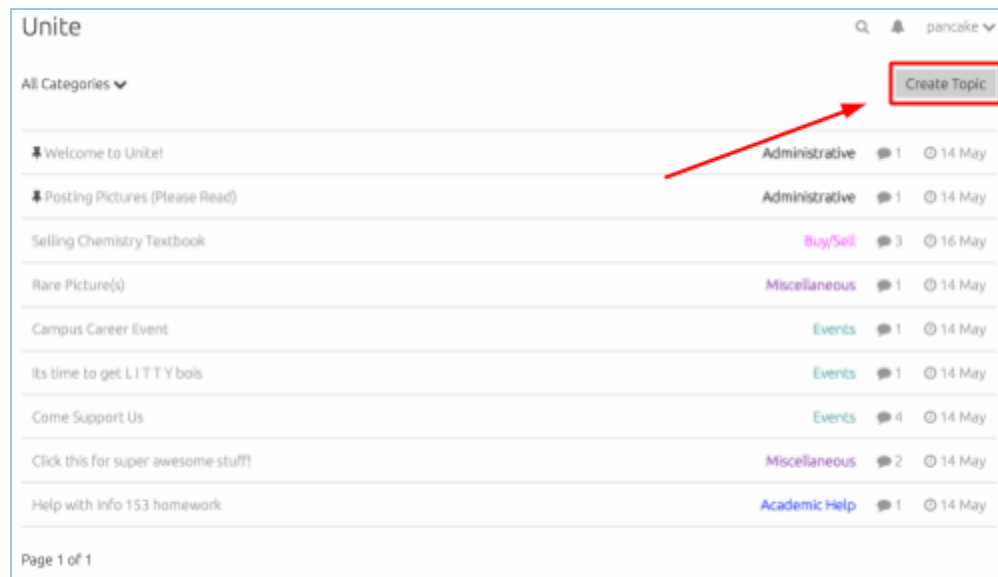 Unite pancake
All Categories Create Topic
Welcome to Unite! Administrative 1 14 May
Posting Pictures (Please Read) Administrative 1 14 May
Selling Chemistry Textbook Buy/Sell 3 16 May
Rare Picture(s) Miscellaneous 1 14 May
Campus Career Event Events 1 14 May
Its time to get L I T T Y bois Events 1 14 May
Come Support Us Events 4 14 May
Click this for super awesome stuff! Miscellaneous 2 14 May
Help with Info 153 homework Academic Help 1 14 May
Page 1 of 1